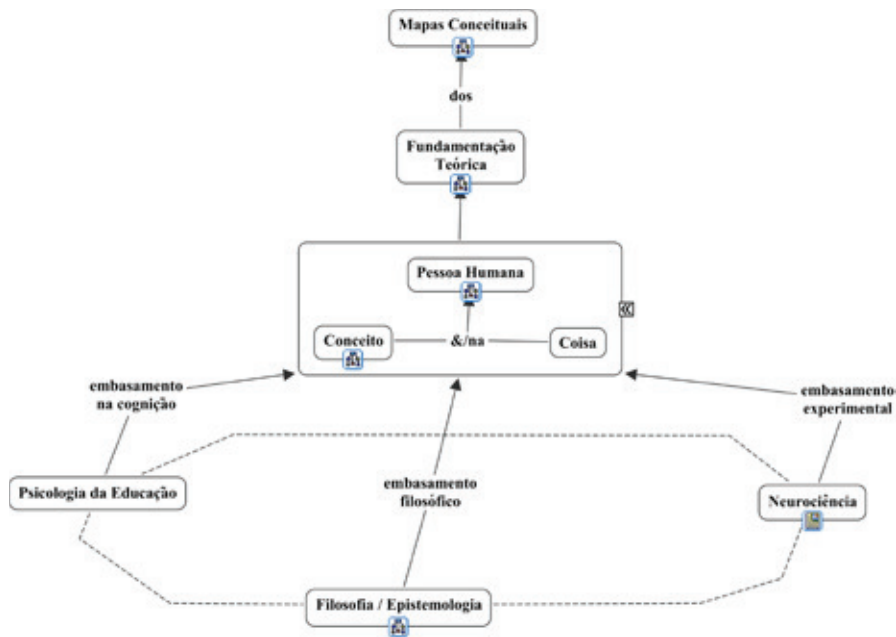 Mapas Conceituais
dos
Fundamentação
Teórica
Pessoa Humana
Conceito
&/na
Coisa
embasamento
na cognição
embasamento
experimental
Psicologia da Educação
embasamento
filosófico
Neurociência
Filosofia / Epistemologia